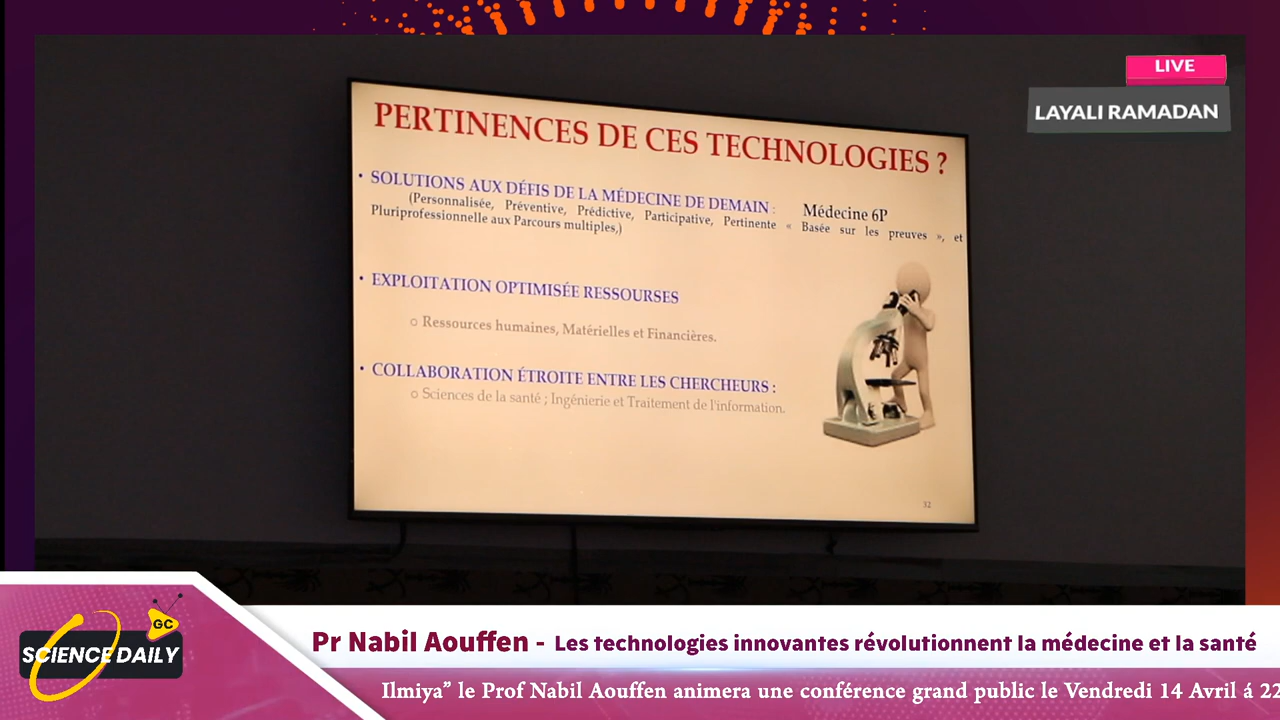 LIVE
LAYALI RAMADAN
PERTINENCES DE CES TECHNOLOGIES ?
• SOLUTIONS AUX DÉFIS DE LA MÉDECINE DE DEMAIN : Médecine 6P
(Personnalisée, Préventive, Prédictive, Participative, Pertinente « Basée sur les preuves », et
Pluriprofessionnelle aux Parcours multiples,)
• EXPLOITATION OPTIMISÉE RESSOURSES
o Ressources humaines, Matérielles et Financières.
• COLLABORATION ÉTROITE ENTRE LES CHERCHEURS :
o Sciences de la santé ; Ingénierie et Traitement de l'information.
32
GC
SCIENCE DAILY
Pr Nabil Aouffen - Les technologies innovantes révolutionnent la médecine et la santé
Ilmiya” le Prof Nabil Aouffen animera une conférence grand public le Vendredi 14 Avril á 22